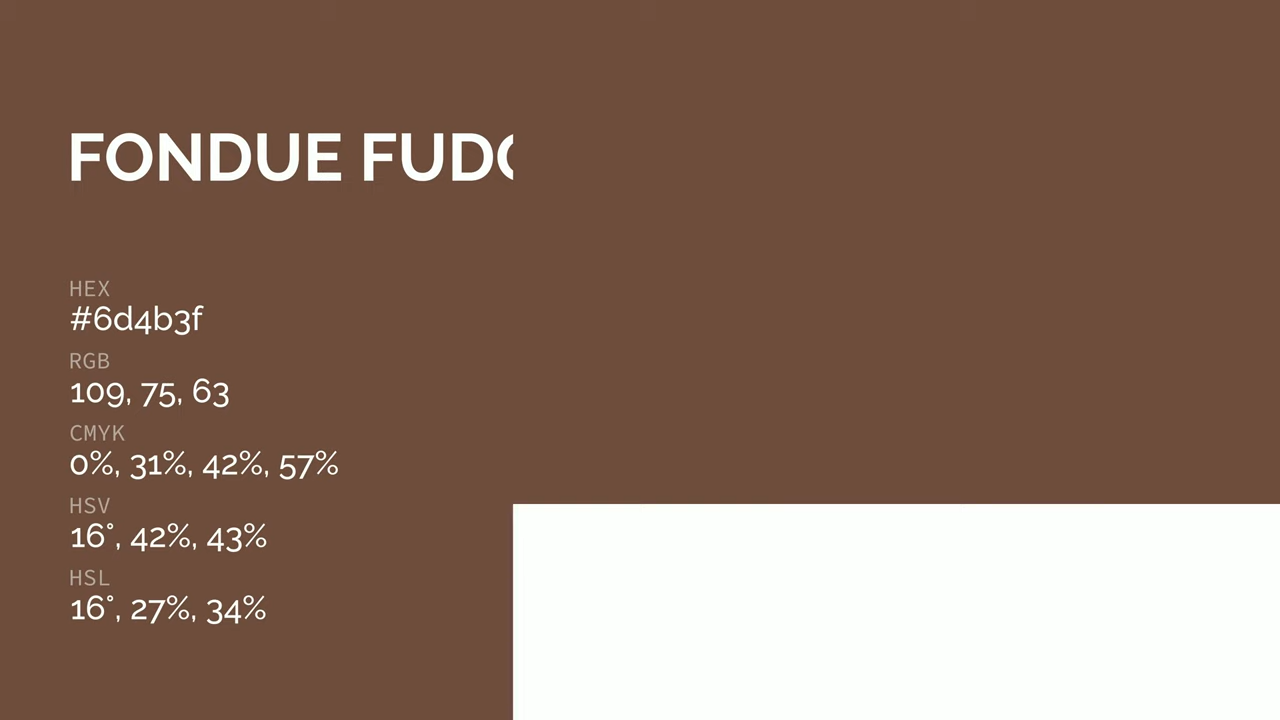 FONDUE FUD
HEX
#6d4b3f
RGB
109, 75, 63
CMYK
0%, 31%, 42%, 57%
HSV
16°, 42%, 43%
HSL
16°, 27%, 34%